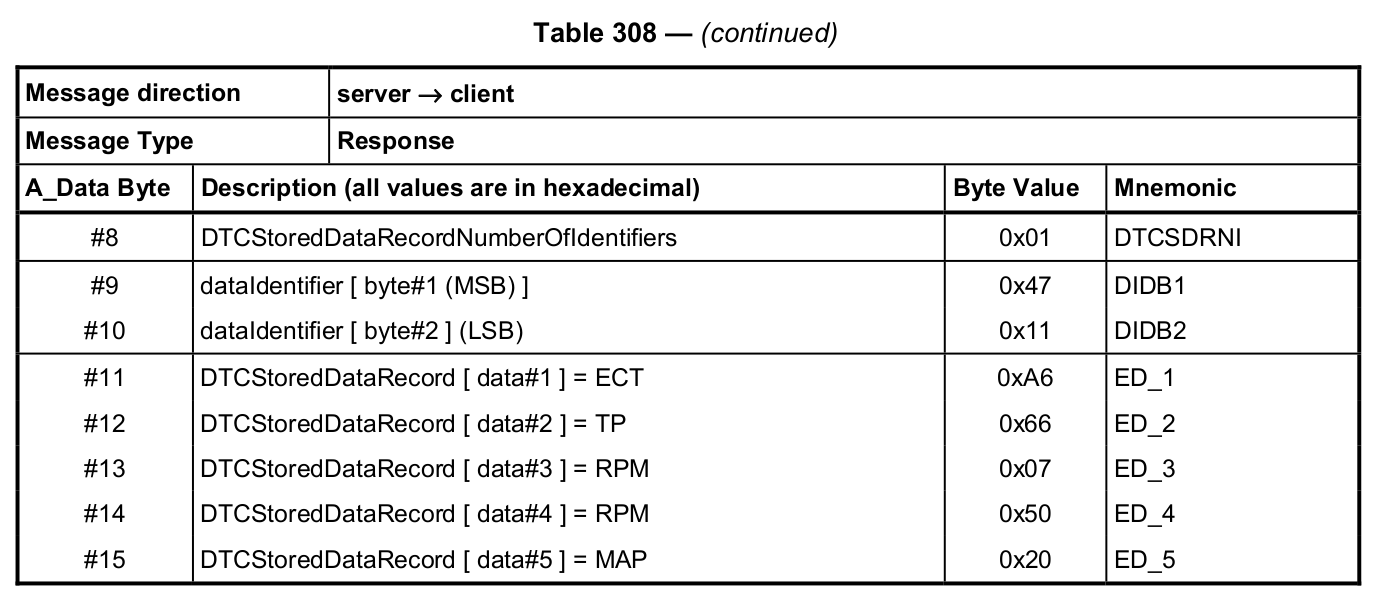 Table 308 — (continued)
Message direction server → client
Message Type Response
A_Data Byte Description (all values are in hexadecimal) Byte Value Mnemonic
#8 DTCStoredDataRecordNumberOfIdentifiers 0x01 DTCSDRNI
#9 dataIdentifier [ byte#1 (MSB) ] 0x47 DIDB1
#10 dataIdentifier [ byte#2 ] (LSB) 0x11 DIDB2
#11 DTCStoredDataRecord [ data#1 ] = ECT 0xA6 ED_1
#12 DTCStoredDataRecord [ data#2 ] = TP 0x66 ED_2
#13 DTCStoredDataRecord [ data#3 ] = RPM 0x07 ED_3
#14 DTCStoredDataRecord [ data#4 ] = RPM 0x50 ED_4
#15 DTCStoredDataRecord [ data#5 ] = MAP 0x20 ED_5